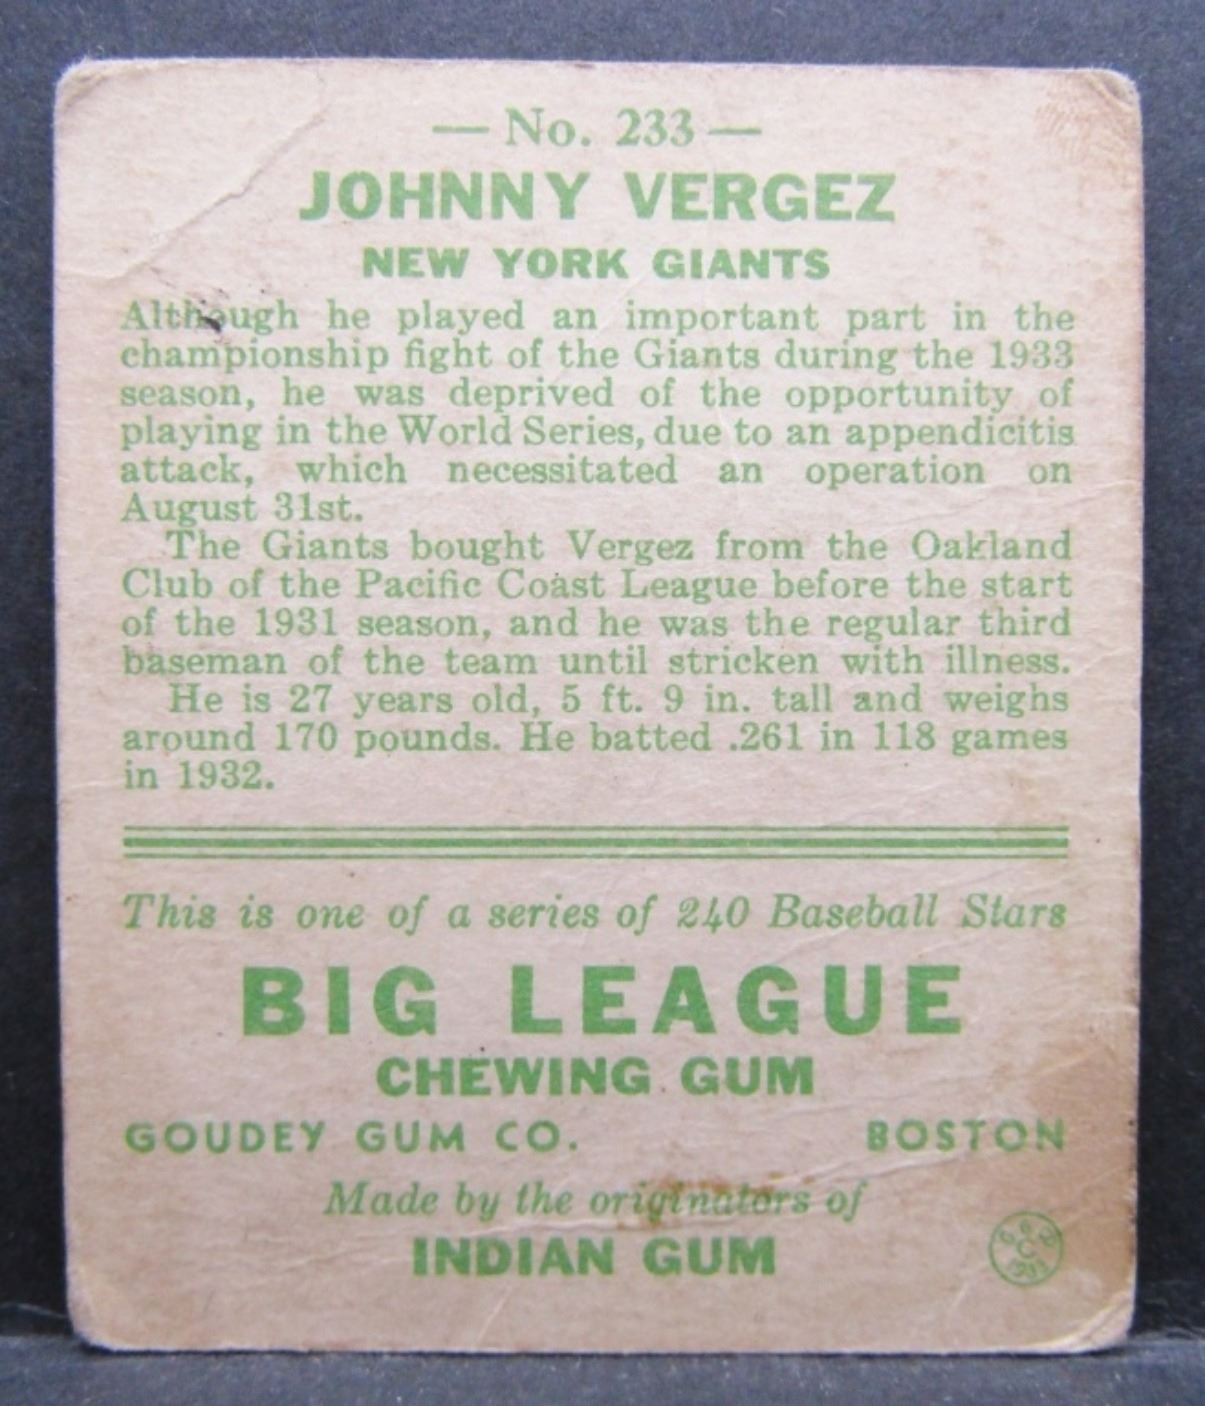 — No. 233 —
JOHNNY VERGEZ
NEW YORK GIANTS
Although he played an important part in the
championship fight of the Giants during the 1933
season, he was deprived of the opportunity of
playing in the World Series, due to an appendicitis
attack, which necessitated an operation on
August 31st.
The Giants bought Vergez from the Oakland
Club of the Pacific Coast League before the start
of the 1931 season, and he was the regular third
baseman of the team until stricken with illness.
He is 27 years old, 5 ft. 9 in. tall and weighs
around 170 pounds. He batted .261 in 118 games
in 1932.
This is one of a series of 240 Baseball Stars
BIG LEAGUE
CHEWING GUM
GOUDEY GUM CO. BOSTON
Made by the originators of
INDIAN GUM